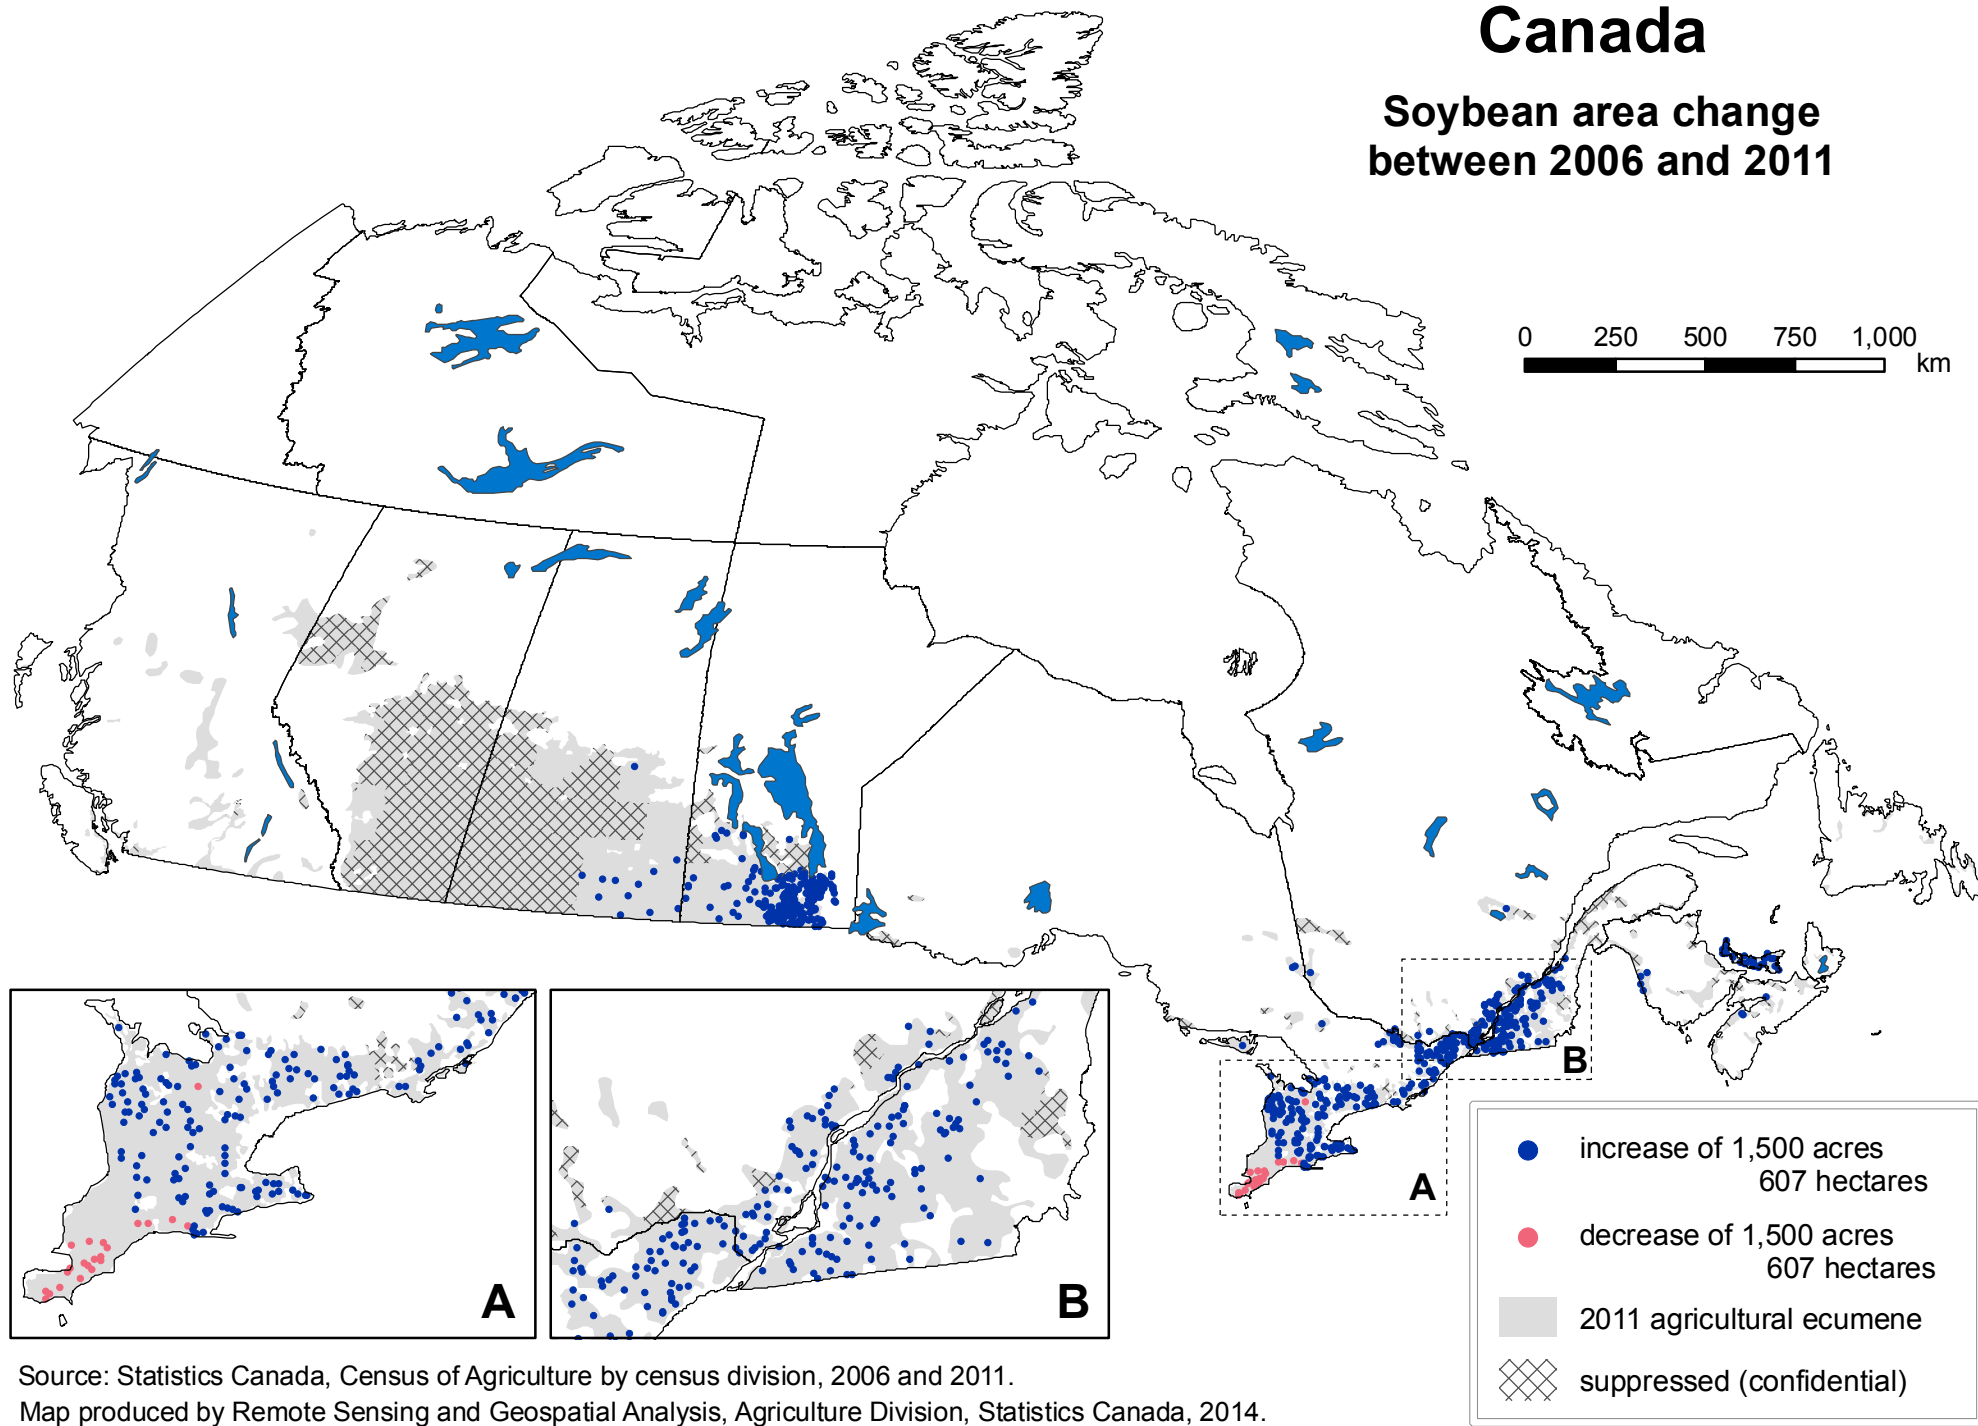 Canada
Soybean area change
between 2006 and 2011
0 250 500 750 1,000
km
A
B
A
B
increase of 1,500 acres
607 hectares
decrease of 1,500 acres
607 hectares
2011 agricultural ecumene
suppressed (confidential)
Source: Statistics Canada, Census of Agriculture by census division, 2006 and 2011.
Map produced by Remote Sensing and Geospatial Analysis, Agriculture Division, Statistics Canada, 2014.